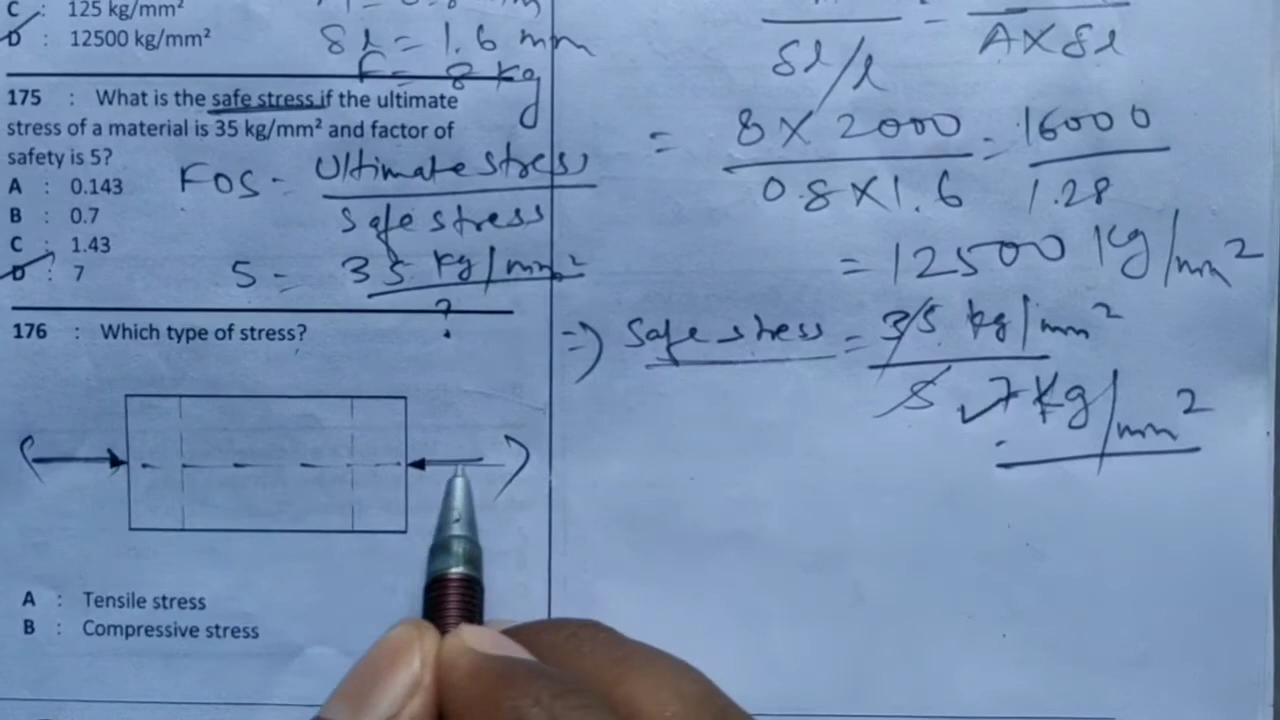 C : 125 kg/mm²
D : 12500 kg/mm²
δl = 1.6 mm
F = 8 kg
175 : What is the safe stress if the ultimate
stress of a material is 35 kg/mm² and factor of
safety is 5?
A : 0.143
B : 0.7
C : 1.43
D : 7
FOS = Ultimate stress
Safe stress
5 = 35 kg/mm²
?
176 : Which type of stress?
A : Tensile stress
B : Compressive stress
δl/l
=
A×δl
= 8×2000 = 16000
0.8×1.6 1.28
= 12500 kg/mm²
⇒) Safe stress = 35 kg/mm²
5
7 kg/mm²